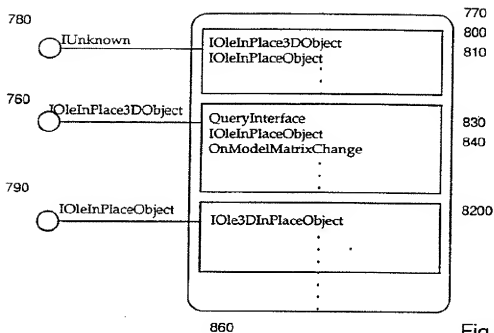 780
770
IUnknown
800
IOleInPlace3DObject
810
IOleInPlaceObject
760
IOleInPlace3DObject
QueryInterface
830
IOleInPlaceObject
840
OnModelMatrixChange
790
IOleInPlaceObject
IOle3DInPlaceObject
8200
860
Fig